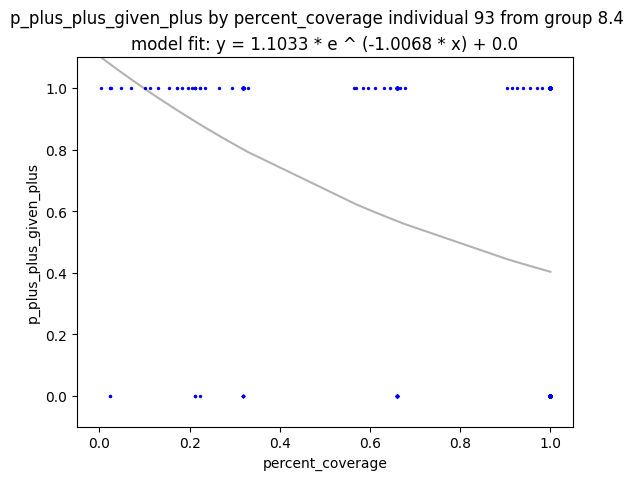 p_plus_plus_given_plus by percent_coverage individual 93 from group 8.4
model fit: y = 1.1033 * e ^ (-1.0068 * x) + 0.0
1.0
0.8
0.6
0.4
0.2
0.0
p_plus_plus_given_plus
0.0 0.2 0.4 0.6 0.8 1.0
percent_coverage